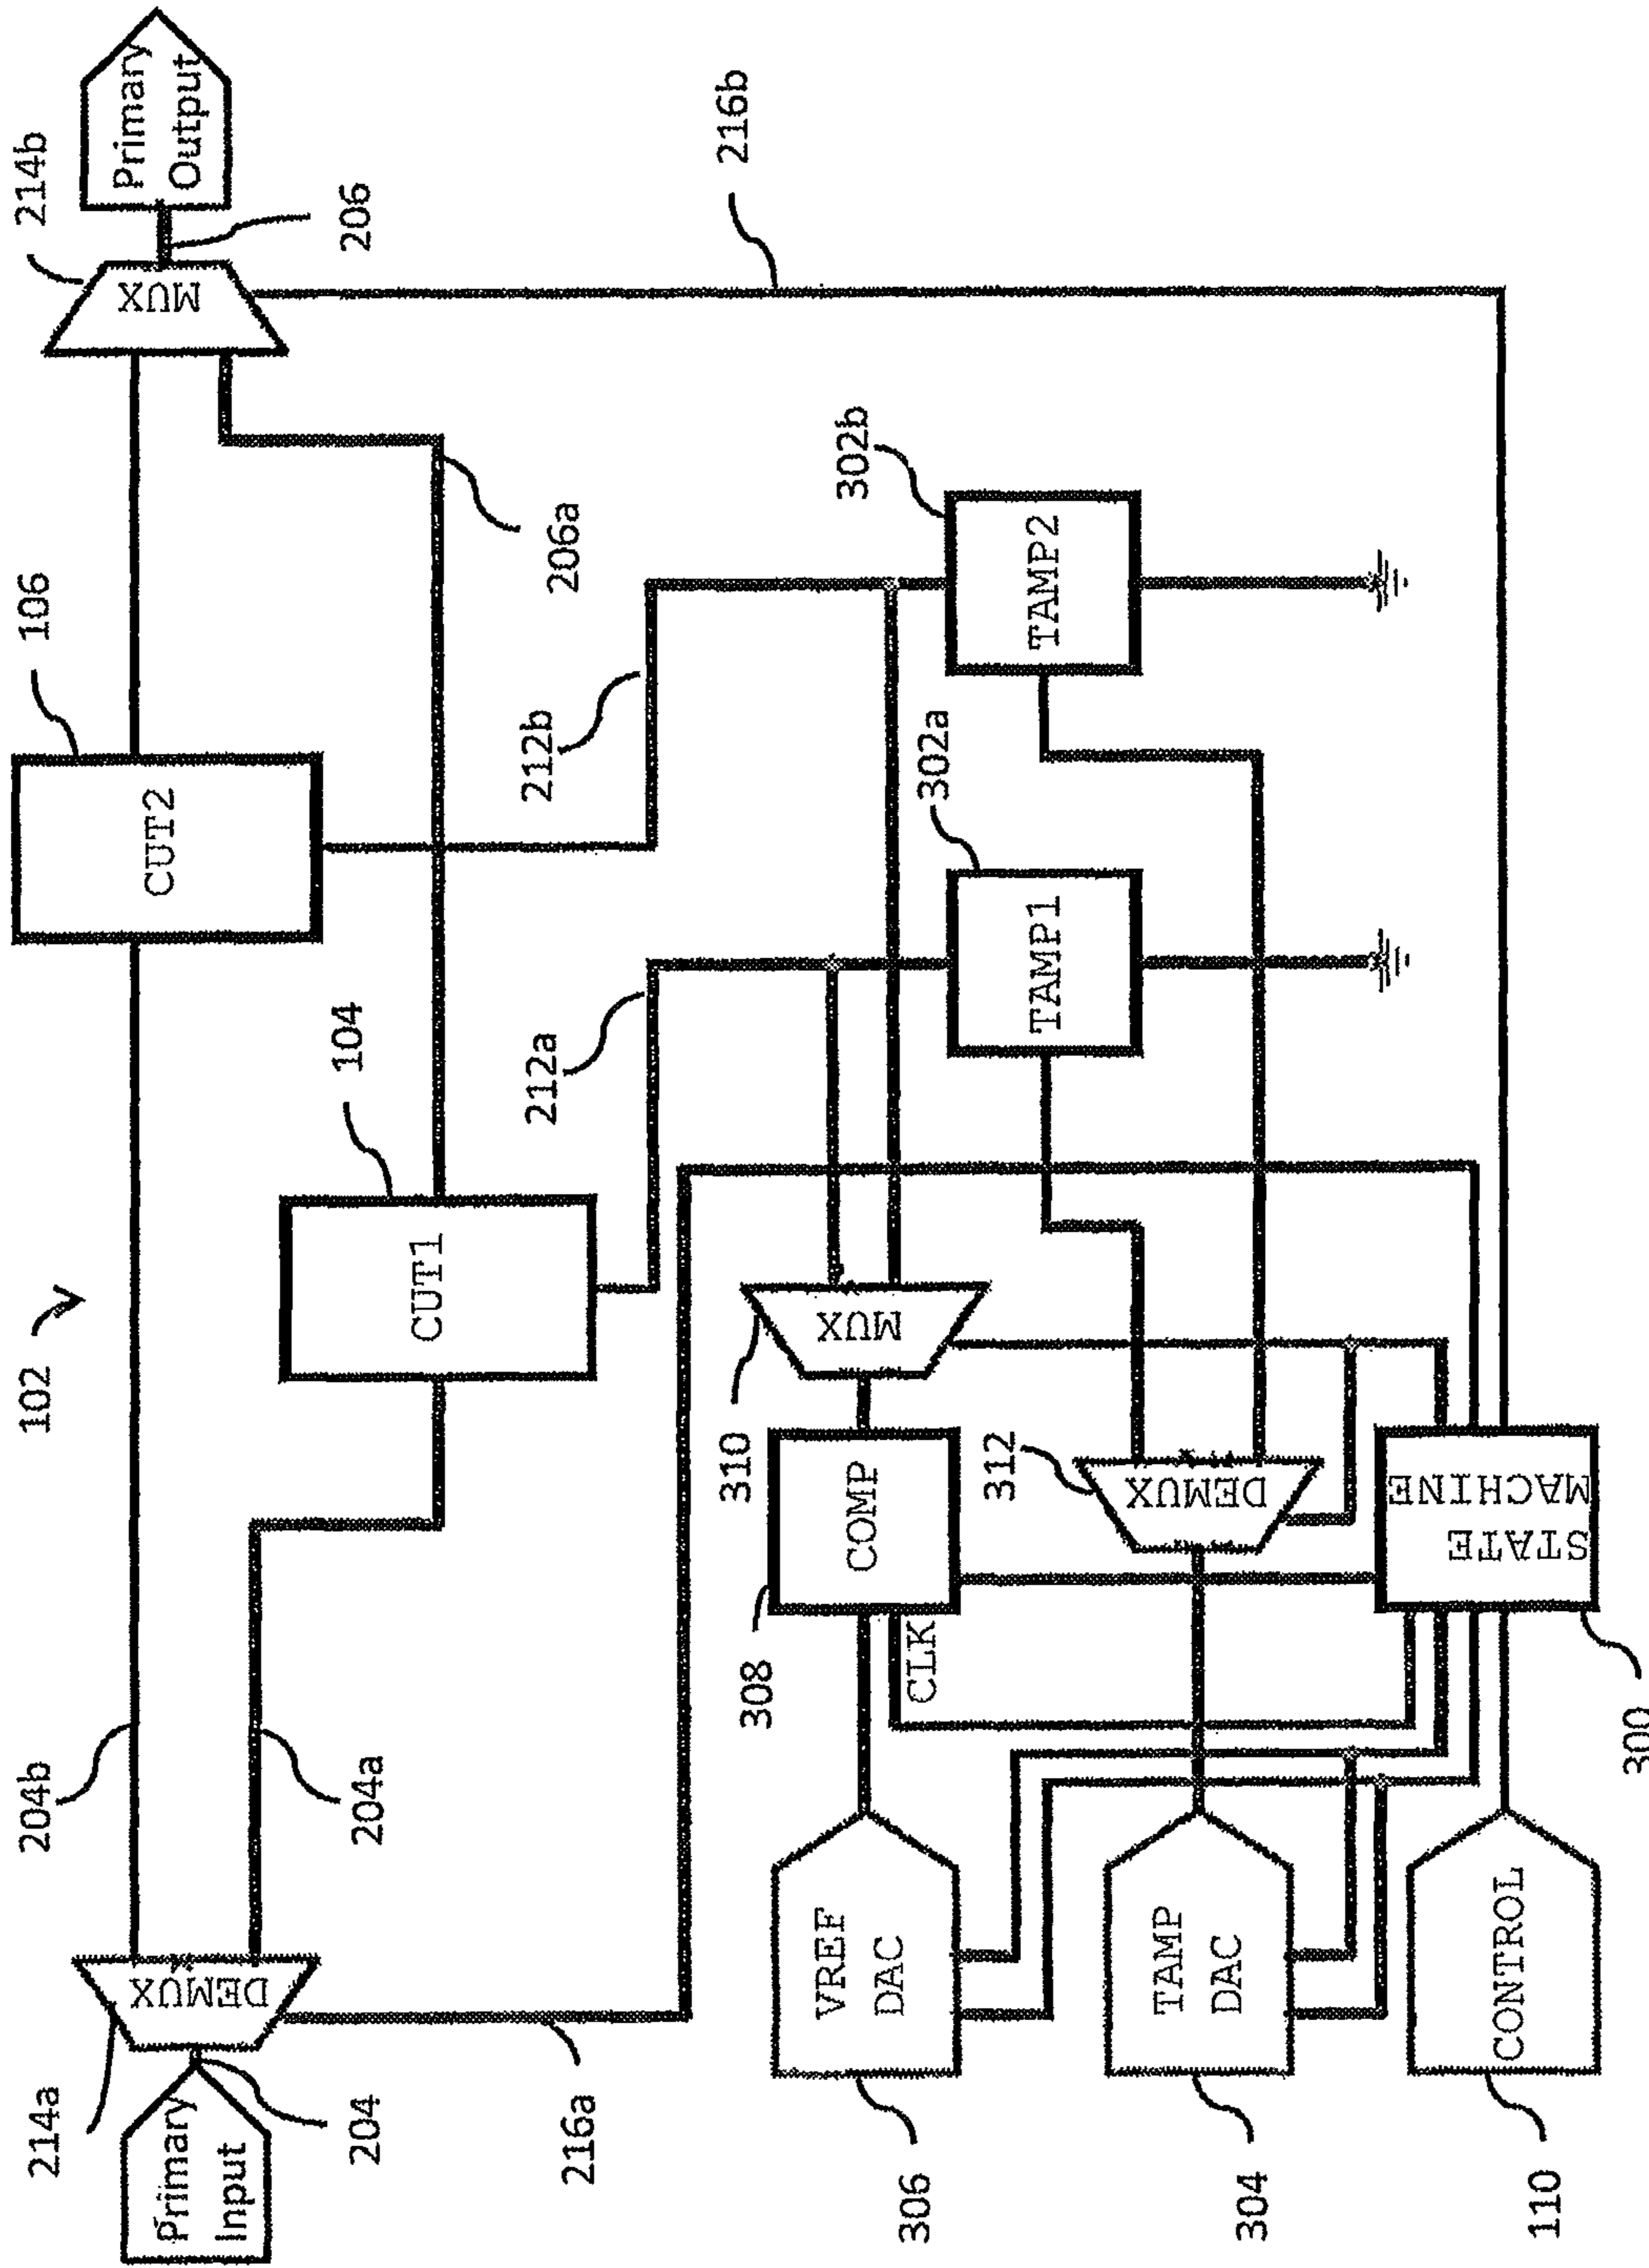 102
214a
Primary
Input
204
DEMUX
204b
204a
216a
CUT2
106
CUT1
104
206a
214b
MUX
206
Primary
Output
216b
212a
212b
302a
TAMP1
302b
TAMP2
310
MUX
308
COMP
CLK
312
DEMUX
306
VREF
DAC
304
TAMP
DAC
110
CONTROL
STATE
MACHINE
300